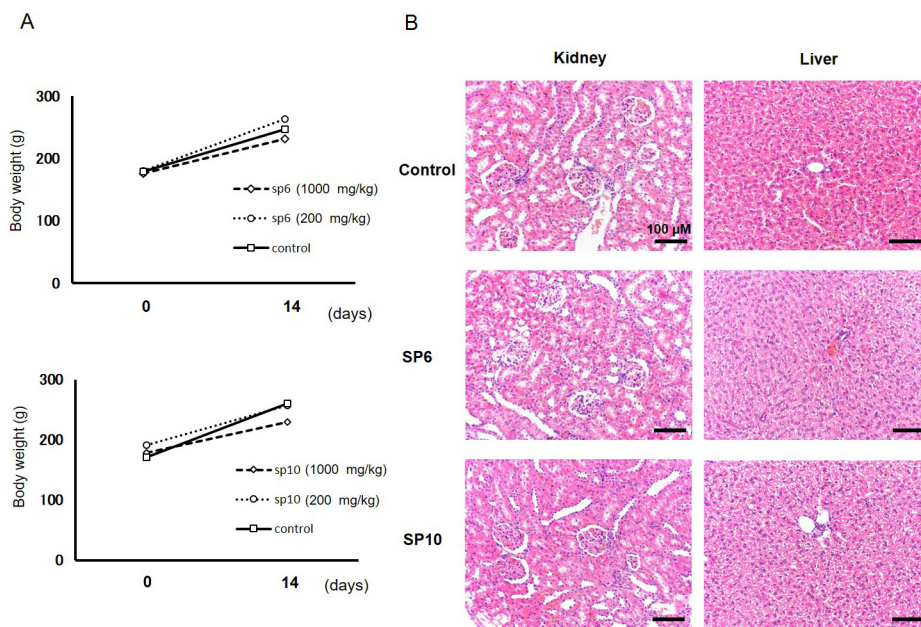 A
Body weight (g)
300
200
100
0
sp6 (1000 mg/kg)
sp6 (200 mg/kg)
control
0
14
(days)
Body weight (g)
300
200
100
0
sp10 (1000 mg/kg)
sp10 (200 mg/kg)
control
0
14
(days)
B
Kidney
Liver
Control
100 µM
SP6
SP10